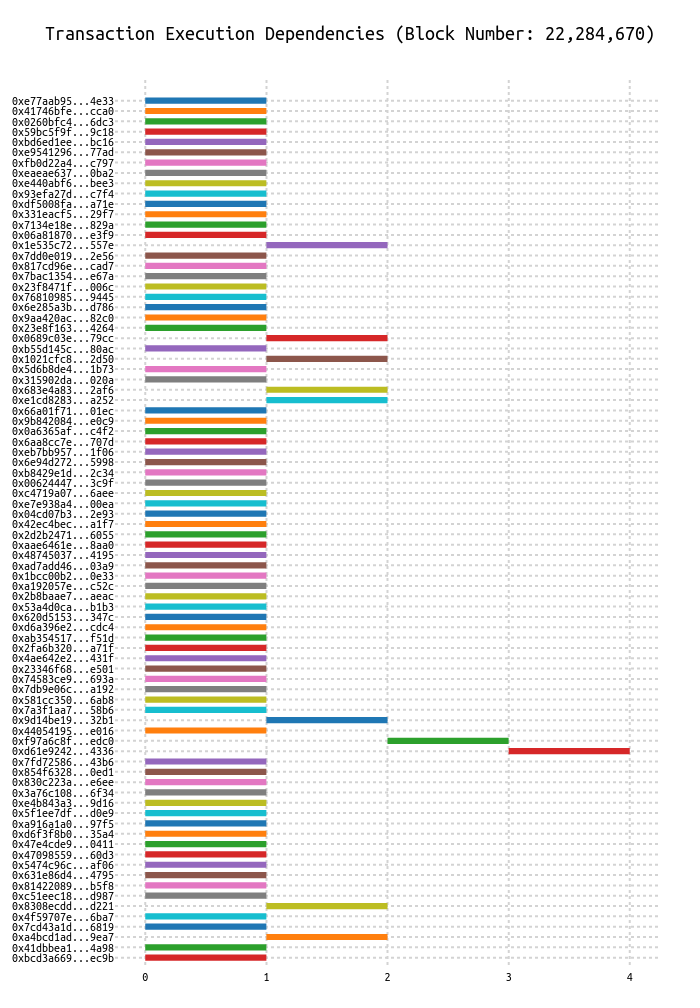 Transaction Execution Dependencies (Block Number: 22,284,670)
0xe77aab95...4e33
0x41746bfe...cca0
0x0260bfc4...6dc3
0x59bc5f9f...9c18
0xbd6ed1ee...bc16
0xe9541296...77ad
0xfb0d22a4...c797
0xeaeae637...0ba2
0xe440abf6...bee3
0x93efa27d...c7f4
0xdf5008fa...a71e
0x331eacf5...29f7
0x7134e18e...829a
0x06a81870...e3f9
0x1e535c72...557e
0x7dd0e019...2e56
0x817cd96e...cad7
0x7bac1354...e67a
0x23f8471f...006c
0x76810985...9445
0x6e285a3b...d786
0x9aa420ac...82c0
0x23e8f163...4264
0x0689c03e...79cc
0xb55d145c...80ac
0x1021cfc8...2d50
0x5d6b8de4...1b73
0x315902da...020a
0x683e4a83...2af6
0xe1cd8283...a252
0x66a01f71...01ec
0x9b842084...e0c9
0x0a6365af...c4f2
0x6aa8cc7e...707d
0xeb7bb957...1f06
0x6e94d272...5998
0xb8429e1d...2c34
0x00624447...3c9f
0xc4719a07...6aee
0xe7e938a4...00ea
0x04cd07b3...2e93
0x42ec4bec...a1f7
0x2d2b2471...6055
0xaae6461e...8aa0
0x48745037...4195
0xad7add46...03a9
0x1bcc00b2...0e33
0xa192057e...c52c
0x2b8baae7...aeac
0x53a4d0ca...b1b3
0x620d5153...347c
0xd6a396e2...cdc4
0xab354517...f51d
0x2fa6b320...a71f
0x4ae642e2...431f
0x23346f68...e501
0x74583ce9...693a
0x7db9e06c...a192
0x581cc350...6ab8
0x7a3f1aa7...58b6
0x9d14be19...32b1
0x44054195...e016
0xf97a6c8f...edc0
0xd61e9242...4336
0x7fd72586...43b6
0x854f6328...0ed1
0x830c223a...e6ee
0x3a76c108...6f34
0xe4b843a3...9d16
0x5f1ee7df...d0e9
0xa916a1a0...97f5
0xd6f3f8b0...35a4
0x47e4cde9...0411
0x47098559...60d3
0x5474c96c...af06
0x631e86d4...4795
0x81422089...b5f8
0xc51eec18...d987
0x8308ecdd...d221
0x4f59707e...6ba7
0x7cd43a1d...6819
0xa4bcd1ad...9ea7
0x41dbbea1...4a98
0xbcd3a669...ec9b
0 1 2 3 4